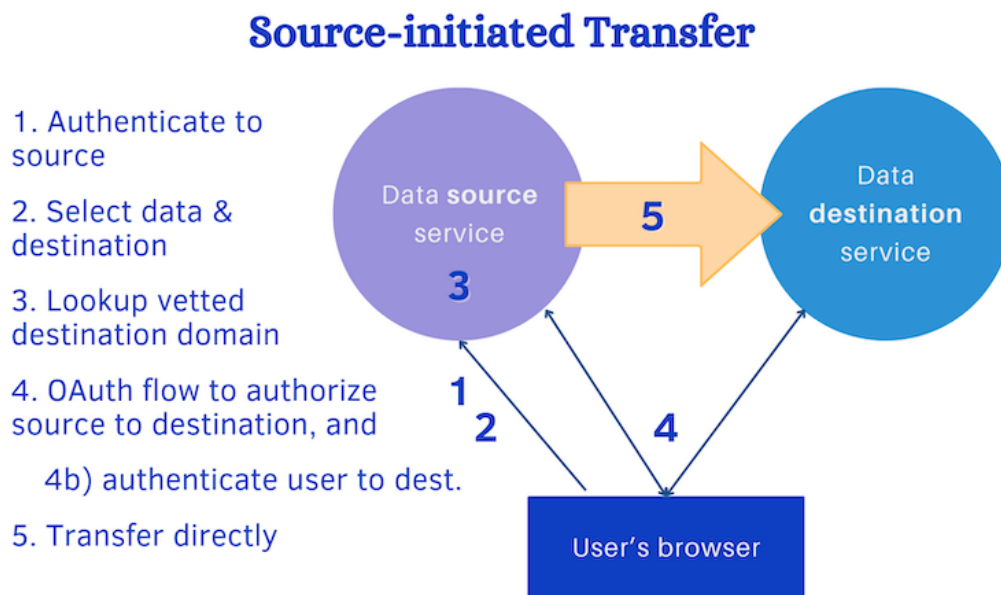 Source-initiated Transfer
1. Authenticate to
source
2. Select data &
destination
3. Lookup vetted
destination domain
4. OAuth flow to authorize
source to destination, and
4b) authenticate user to dest.
5. Transfer directly
Data source
service
3
5
Data
destination
service
1
2
4
User's browser